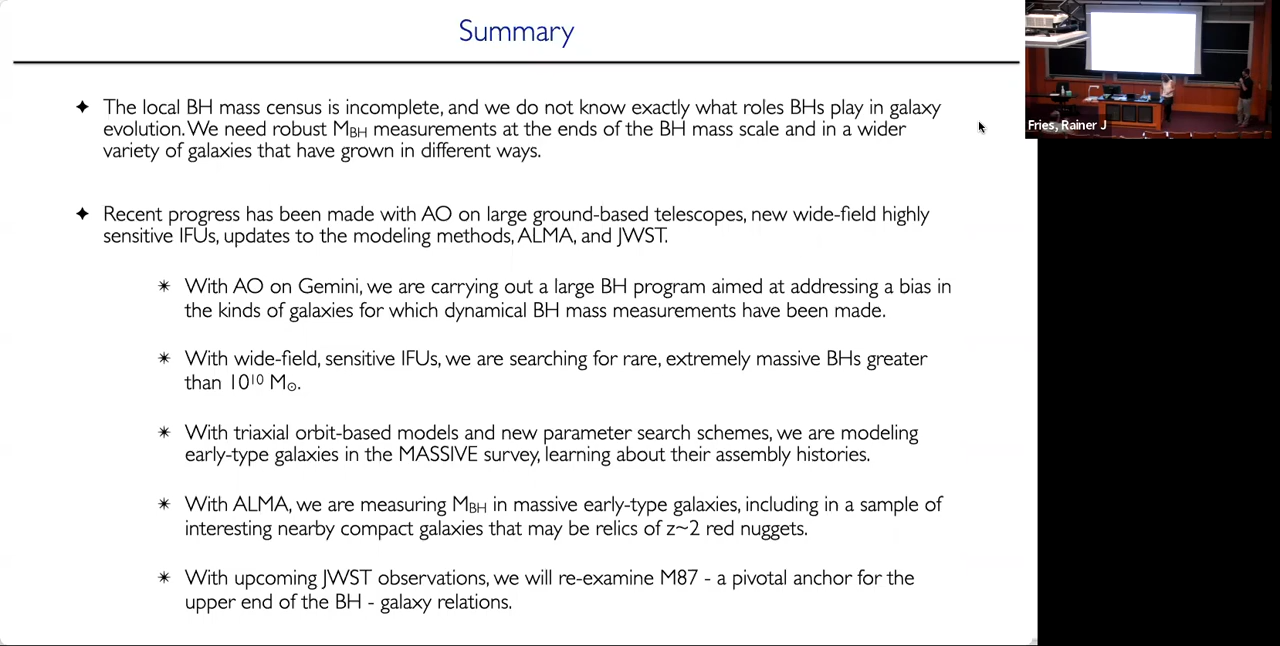 Summary
✦ The local BH mass census is incomplete, and we do not know exactly what roles BHs play in galaxy
evolution. We need robust M_BH measurements at the ends of the BH mass scale and in a wider
variety of galaxies that have grown in different ways.
✦ Recent progress has been made with AO on large ground-based telescopes, new wide-field highly
sensitive IFUs, updates to the modeling methods, ALMA, and JWST.
✴ With AO on Gemini, we are carrying out a large BH program aimed at addressing a bias in
the kinds of galaxies for which dynamical BH mass measurements have been made.
✴ With wide-field, sensitive IFUs, we are searching for rare, extremely massive BHs greater
than 10¹⁰ M☉.
✴ With triaxial orbit-based models and new parameter search schemes, we are modeling
early-type galaxies in the MASSIVE survey, learning about their assembly histories.
✴ With ALMA, we are measuring M_BH in massive early-type galaxies, including in a sample of
interesting nearby compact galaxies that may be relics of z~2 red nuggets.
✴ With upcoming JWST observations, we will re-examine M87 - a pivotal anchor for the
upper end of the BH - galaxy relations.
Fries, Rainer J